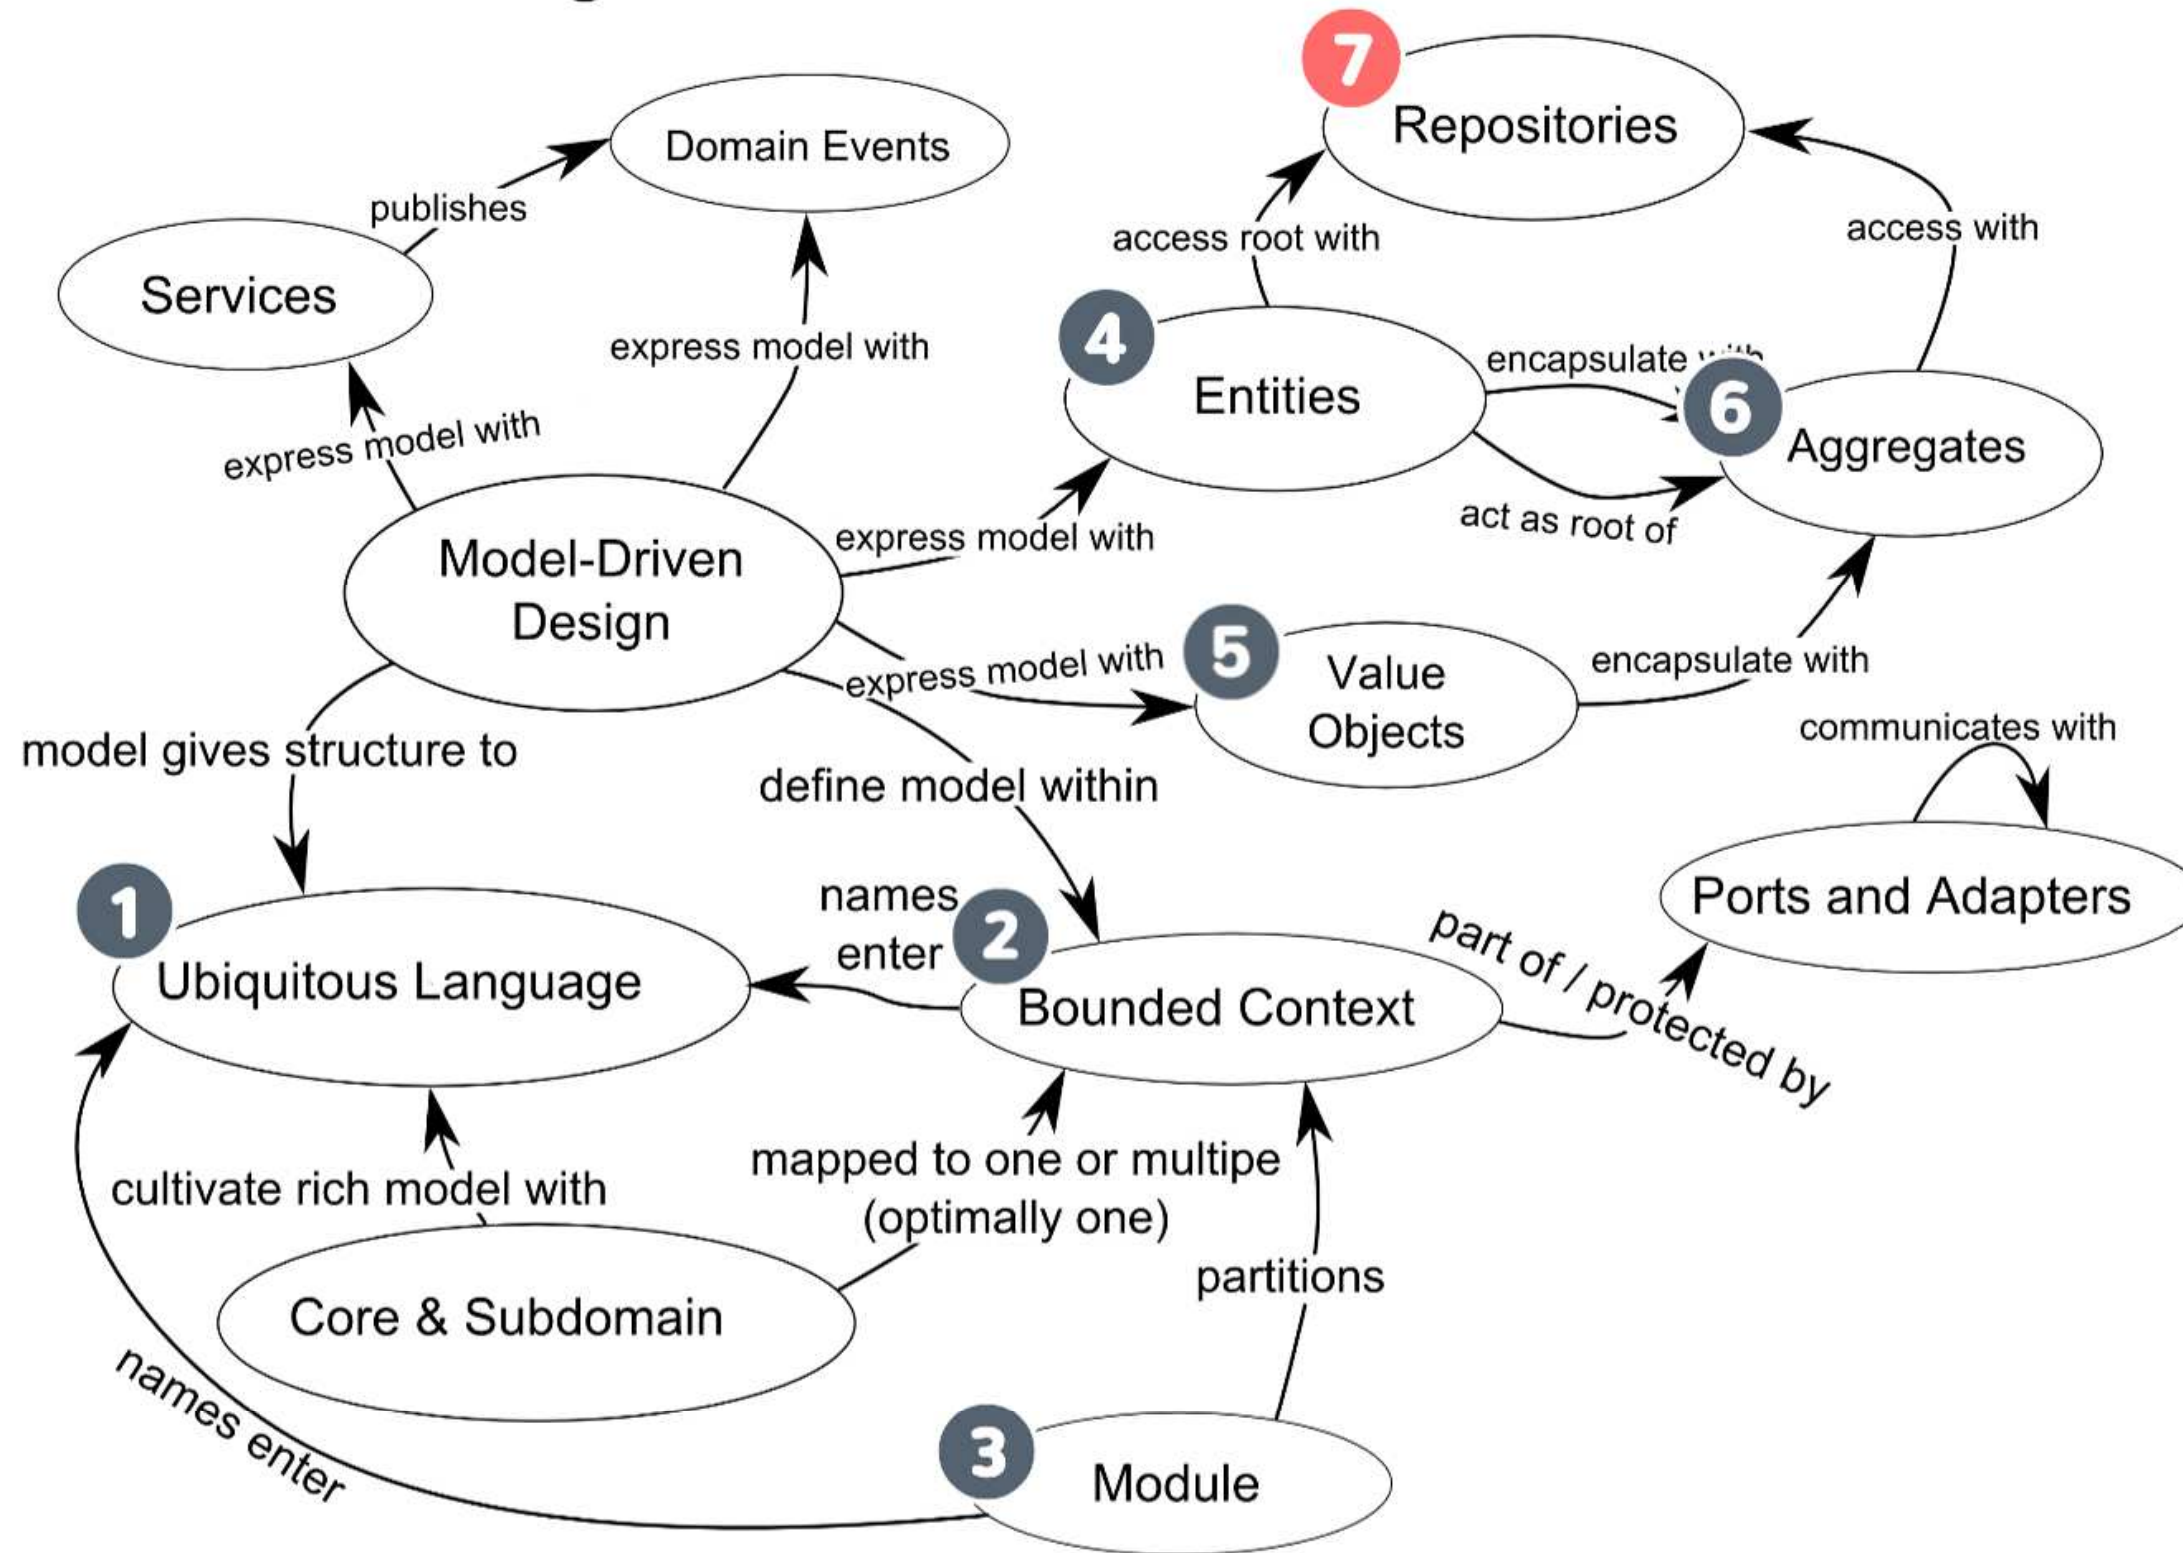 7
Repositories
Domain Events
publishes
access root with
access with
Services
express model with
4
Entities
encapsulate with
6
Aggregates
express model with
act as root of
Model-Driven
Design
express model with
5
Value
Objects
express model with
encapsulate with
communicates with
model gives structure to
define model within
Ports and Adapters
1
Ubiquitous Language
names
enter
2
Bounded Context
part of / protected by
cultivate rich model with
mapped to one or multipe
(optimally one)
partitions
Core & Subdomain
names enter
3
Module